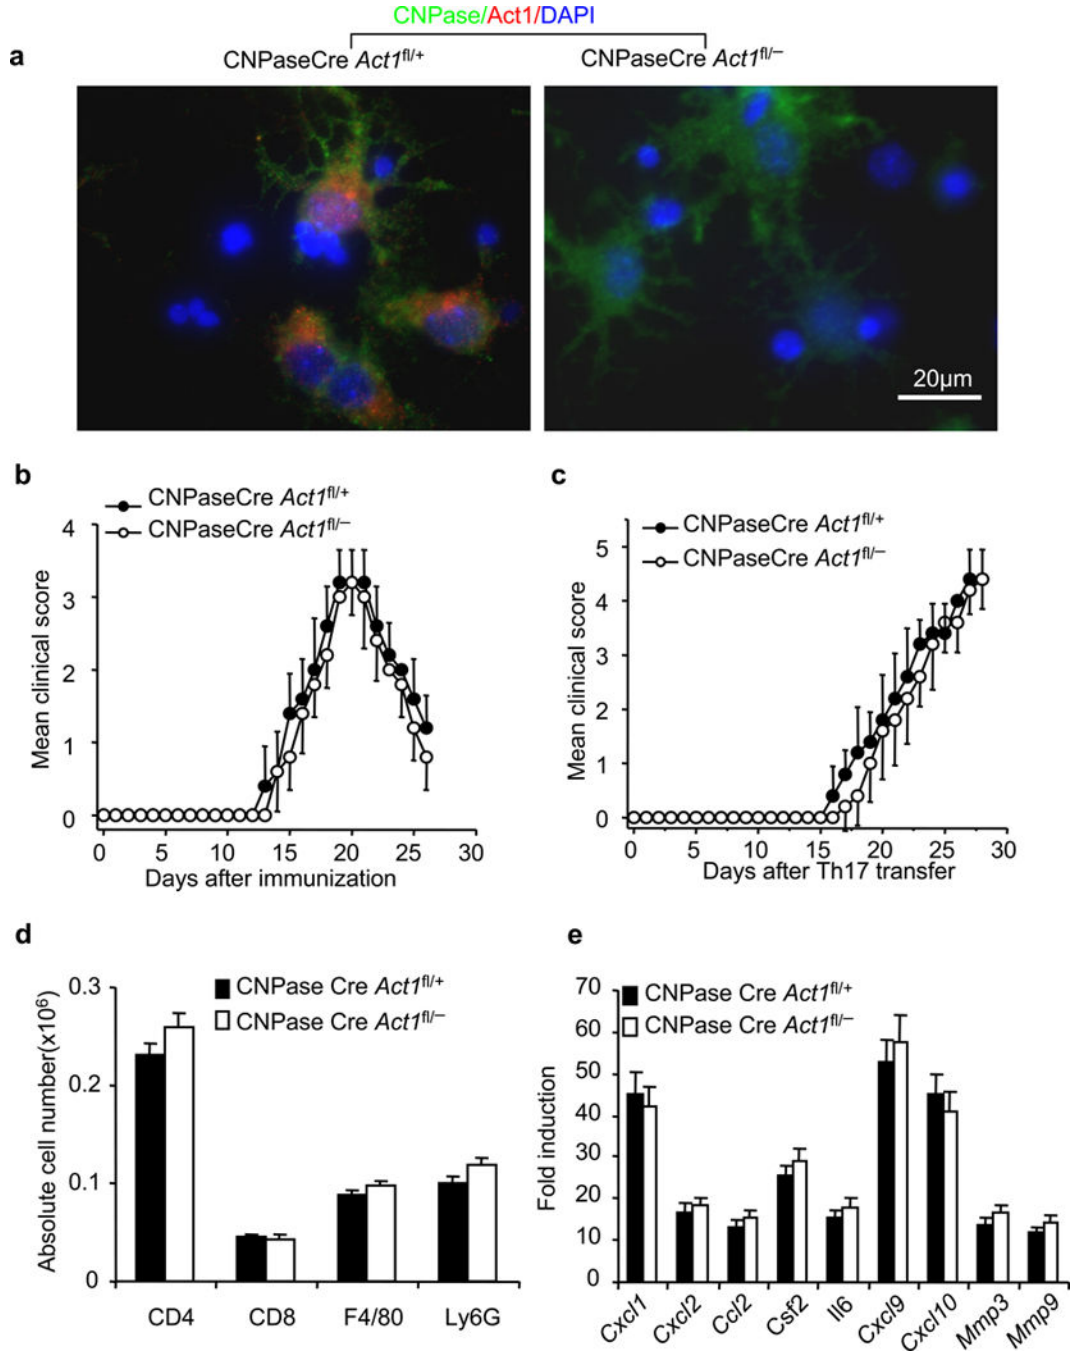 CNPase/Act1/DAPI
a
CNPaseCre Act1fl/+
CNPaseCre Act1fl/–
20µm
b
CNPaseCre Act1fl/+
CNPaseCre Act1fl/–
Mean clinical score
4
3
2
1
0
0 5 10 15 20 25 30
Days after immunization
c
CNPaseCre Act1fl/+
CNPaseCre Act1fl/–
Mean clinical score
5
4
3
2
1
0
0 5 10 15 20 25 30
Days after Th17 transfer
d
CNPase Cre Act1fl/+
CNPase Cre Act1fl/–
Absolute cell number(x10⁶)
0.3
0.2
0.1
0
CD4 CD8 F4/80 Ly6G
e
CNPase Cre Act1fl/+
CNPase Cre Act1fl/–
Fold induction
70
60
50
40
30
20
10
0
Cxcl1 Cxcl2 Ccl2 Csf2 Il6 Cxcl9 Cxcl10 Mmp3 Mmp9